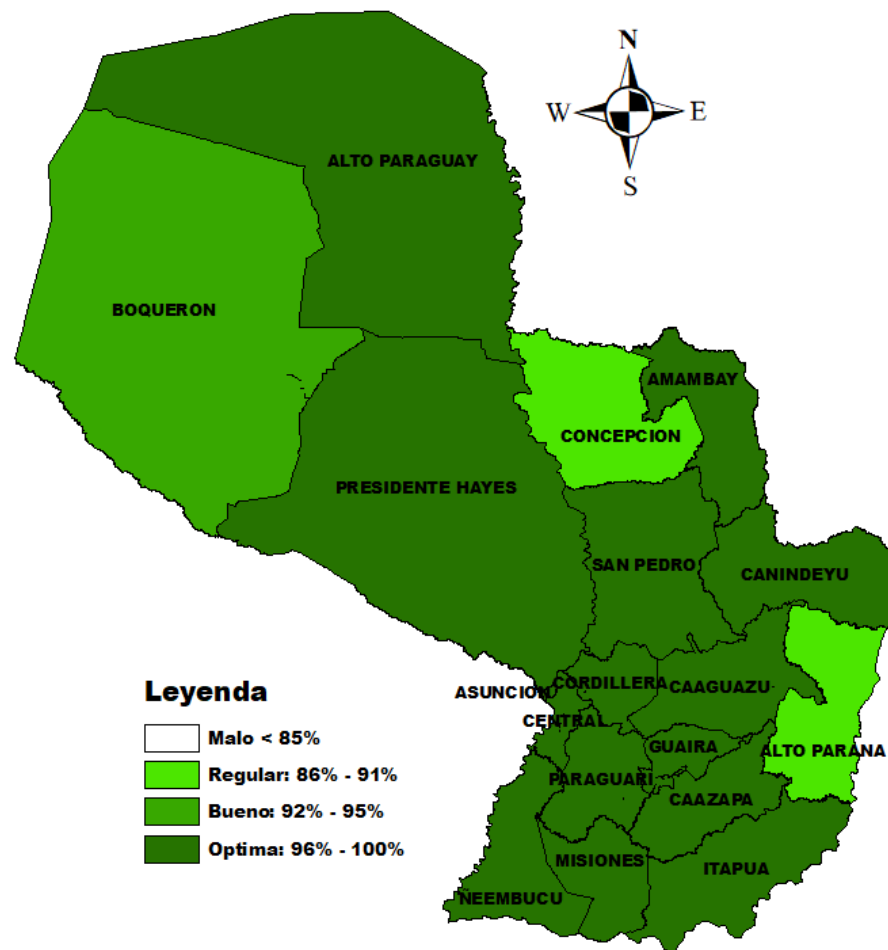 N
W
E
S
ALTO PARAGUAY
BOQUERON
AMAMBAY
CONCEPCION
PRESIDENTE HAYES
SAN PEDRO
CANINDEYU
CORDILLERA
CAAGUAZU
ASUNCION
CENTRAL
GUAIRA
ALTO PARANA
PARAGUARI
CAAZAPA
MISIONES
ITAPUA
ÑEEMBUCU
Leyenda
Malo < 85%
Regular: 86% - 91%
Bueno: 92% - 95%
Optima: 96% - 100%